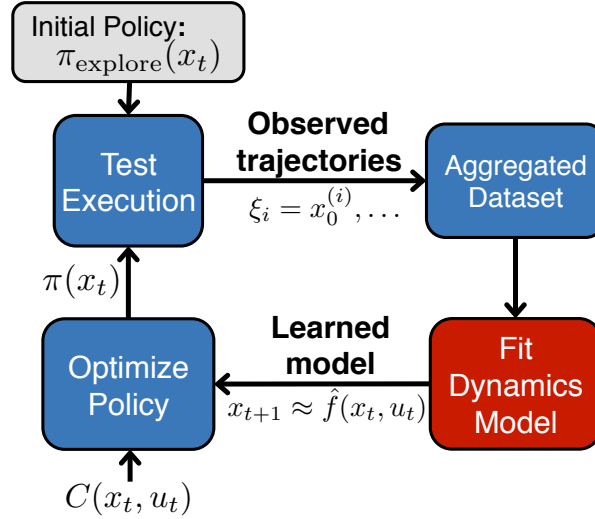 Initial Policy:
π_explore(x_t)
Test
Execution
Observed
trajectories
ξ_i = x_0^{(i)}, . . .
Aggregated
Dataset
π(x_t)
Optimize
Policy
Learned
model
x_{t+1} ≈ f̂(x_t, u_t)
Fit
Dynamics
Model
C(x_t, u_t)